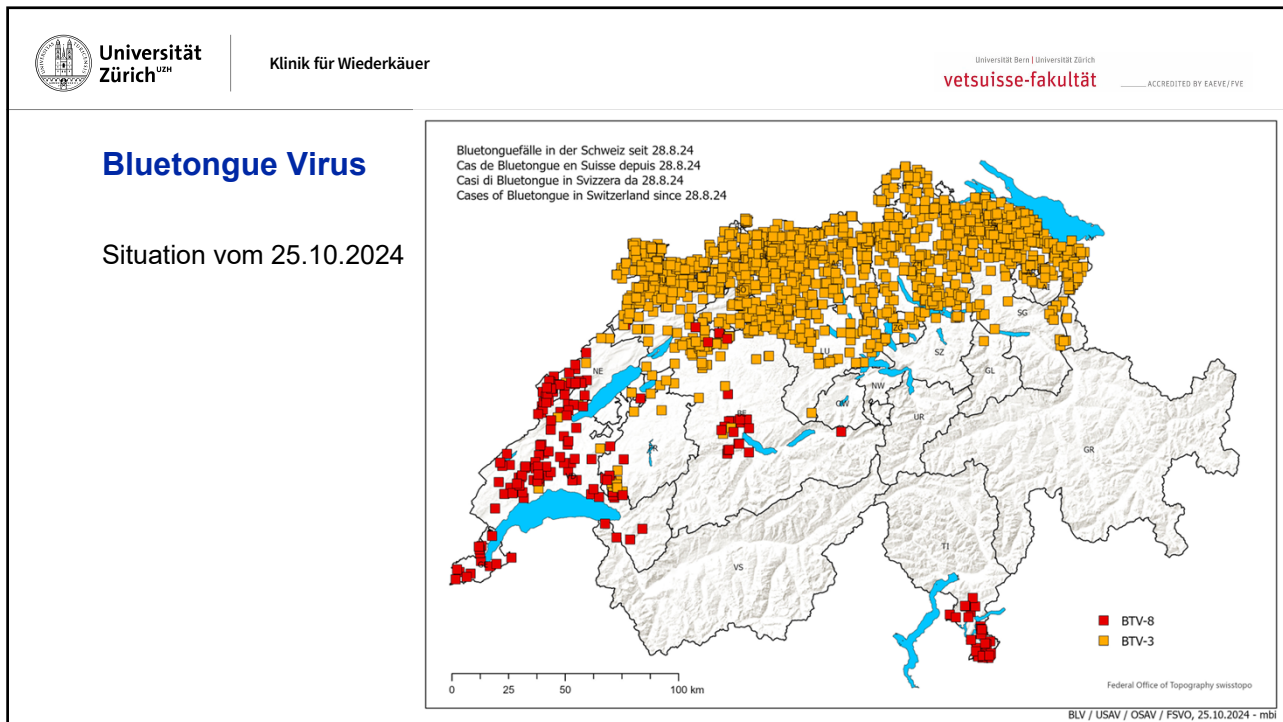 Universität
Zürich UZH
Klinik für Wiederkäuer
Universität Bern | Universität Zürich
vetsuisse-fakultät
ACCREDITED BY EAEVE/FVE
Bluetongue Virus
Situation vom 25.10.2024
Bluetonguefälle in der Schweiz seit 28.8.24
Cas de Bluetongue en Suisse depuis 28.8.24
Casi di Bluetongue in Svizzera da 28.8.24
Cases of Bluetongue in Switzerland since 28.8.24
SG
ZG
LU
SZ
NE
GL
NW
OW
BE
UR
FR
GR
TI
VS
BTV-8
BTV-3
0 25 50 100 km
Federal Office of Topography swisstopo
BLV / USAV / OSAV / FSVO, 25.10.2024 - mbi